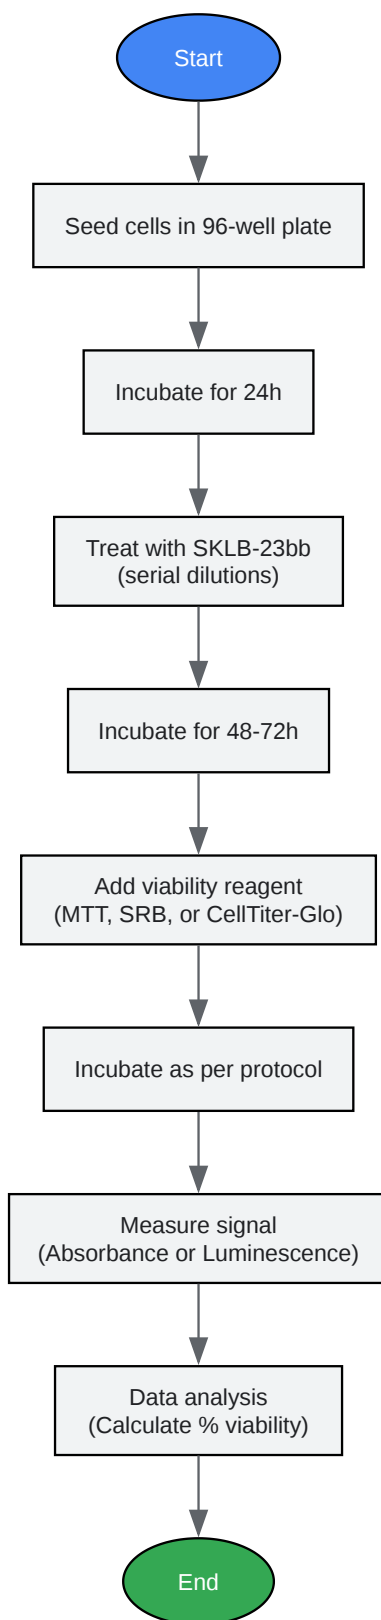 Start
Seed cells in 96-well plate
Incubate for 24h
Treat with SKLB-23bb
(serial dilutions)
Incubate for 48-72h
Add viability reagent
(MTT, SRB, or CellTiter-Glo)
Incubate as per protocol
Measure signal
(Absorbance or Luminescence)
Data analysis
(Calculate % viability)
End